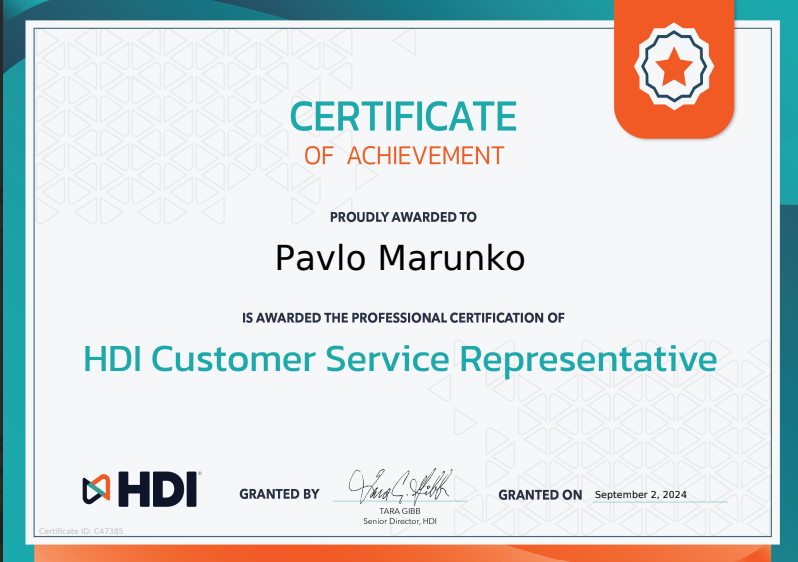 CERTIFICATE
OF ACHIEVEMENT
PROUDLY AWARDED TO
Pavlo Marunko
IS AWARDED THE PROFESSIONAL CERTIFICATION OF
HDI Customer Service Representative
HDI®
GRANTED BY
Tara G. Gibb
TARA GIBB
Senior Director, HDI
GRANTED ON
September 2, 2024
Certificate ID: C47385